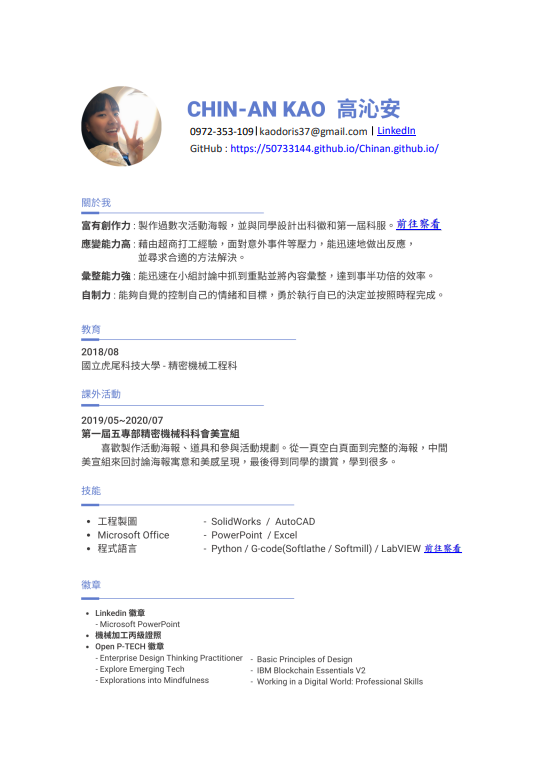 CHIN-AN KAO 高沁安
0972-353-109 | kaodoris37@gmail.com | LinkedIn
GitHub : https://50733144.github.io/Chinan.github.io/
關於我
富有創作力 : 製作過數次活動海報，並與同學設計出科徽和第一屆科服。前往察看
應變能力高 : 藉由超商打工經驗，面對意外事件等壓力，能迅速地做出反應，
並尋求合適的方法解決。
彙整能力強 : 能迅速在小組討論中抓到重點並將內容彙整，達到事半功倍的效率。
自制力 : 能夠自覺的控制自己的情緒和目標，勇於執行自已的決定並按照時程完成。
教育
2018/08
國立虎尾科技大學 - 精密機械工程科
課外活動
2019/05~2020/07
第一屆五專部精密機械科科會美宣組
喜歡製作活動海報、道具和參與活動規劃。從一頁空白頁面到完整的海報，中間
美宣組來回討論海報寓意和美感呈現，最後得到同學的讚賞，學到很多。
技能
• 工程製圖 - SolidWorks / AutoCAD
• Microsoft Office - PowerPoint / Excel
• 程式語言 - Python / G-code(Softlathe / Softmill) / LabVIEW 前往察看
徽章
• Linkedin 徽章
- Microsoft PowerPoint
• 機械加工丙級證照
• Open P-TECH 徽章
- Enterprise Design Thinking Practitioner - Basic Principles of Design
- Explore Emerging Tech - IBM Blockchain Essentials V2
- Explorations into Mindfulness - Working in a Digital World: Professional Skills